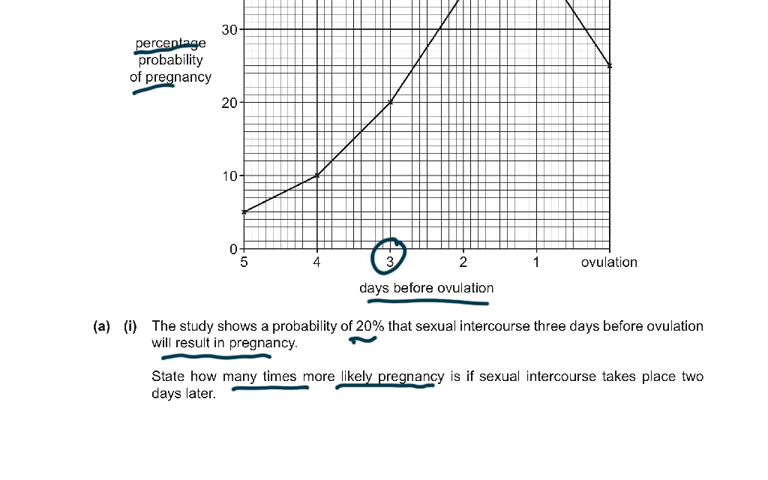 30
percentage
probability
of pregnancy
20
10
0
5 4 3 2 1 ovulation
days before ovulation
(a) (i) The study shows a probability of 20% that sexual intercourse three days before ovulation
will result in pregnancy.
State how many times more likely pregnancy is if sexual intercourse takes place two
days later.